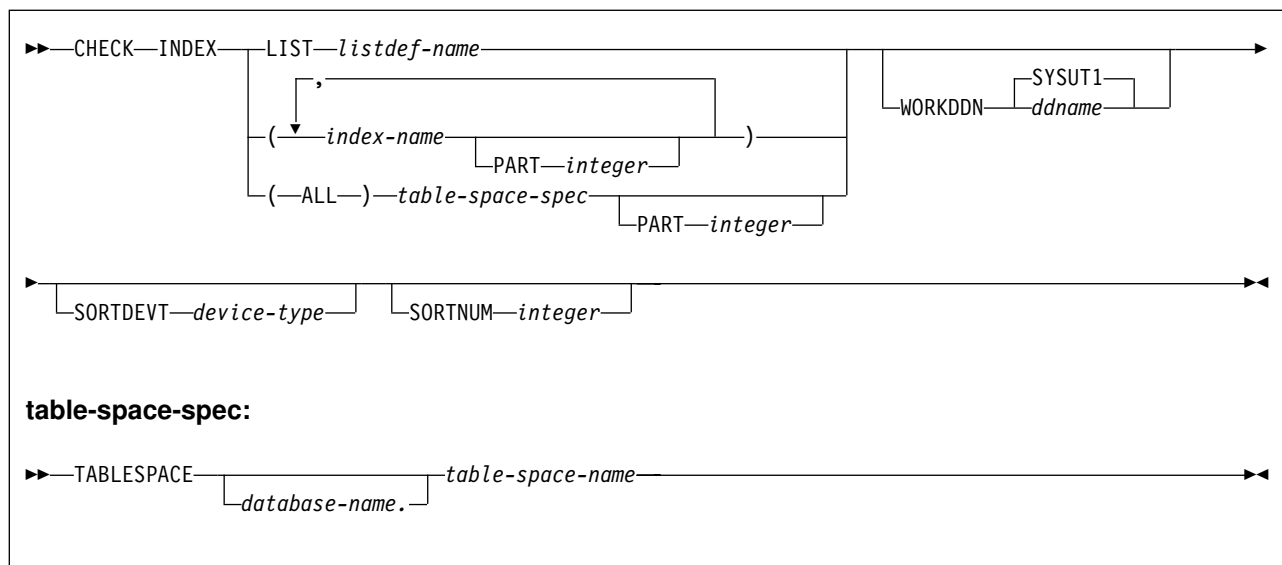 CHECK INDEX LIST listdef-name
,
SYSUT1
WORKDDN ddname
( index-name )
PART integer
( ALL ) table-space-spec
PART integer
SORTDEVT device-type SORTNUM integer
table-space-spec:
TABLESPACE table-space-name
database-name.